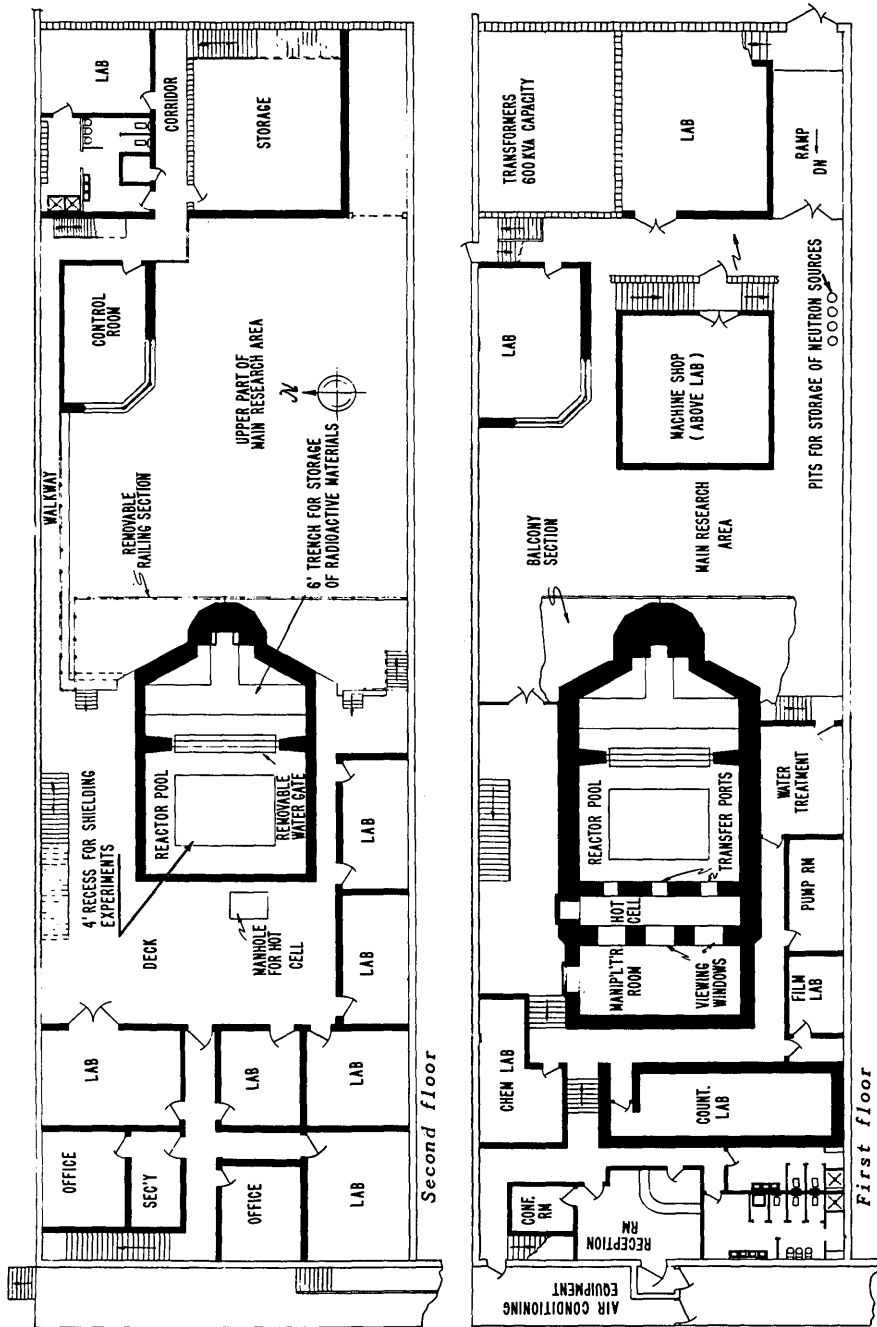 LAB
CORRIDOR
STORAGE
WALKWAY
CONTROL
ROOM
UPPER PART OF
MAIN RESEARCH AREA
N
REMOVABLE
RAILING SECTION
6' TRENCH FOR STORAGE
OF RADIOACTIVE MATERIALS
4' RECESS FOR SHIELDING
EXPERIMENTS
REACTOR POOL
REMOVABLE
WATER GATE
DECK
MANHOLE
FOR HOT
CELL
LAB
LAB
LAB
LAB
LAB
OFFICE
SEC'Y
OFFICE
LAB
Second floor
TRANSFORMERS
600 KVA CAPACITY
LAB
RAMP
DN
LAB
MACHINE SHOP
(ABOVE LAB)
PITS FOR STORAGE OF NEUTRON SOURCES
BALCONY
SECTION
MAIN RESEARCH
AREA
REACTOR POOL
TRANSFER PORTS
HOT
CELL
MANIP'L'T'R.
ROOM
VIEWING
WINDOWS
WATER
TREATMENT
PUMP RM
FILM
LAB
CHEM LAB
COUNT.
LAB
CONF.
RM
RECEPTION
RM
AIR CONDITIONING
EQUIPMENT
First floor